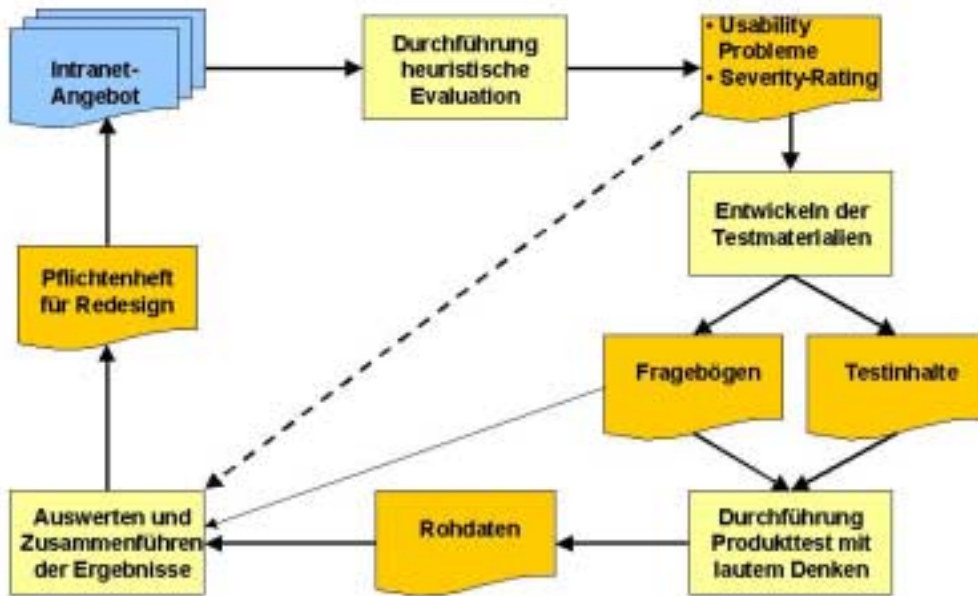 Intranet-
Angebot
Durchführung
heuristische
Evaluation
• Usability
Probleme
• Severity-Rating
Entwickeln der
Testmaterialien
Pflichtenheft
für Redesign
Fragebögen
Testinhalte
Auswerten und
Zusammenführen
der Ergebnisse
Rohdaten
Durchführung
Produkttest mit
lautem Denken